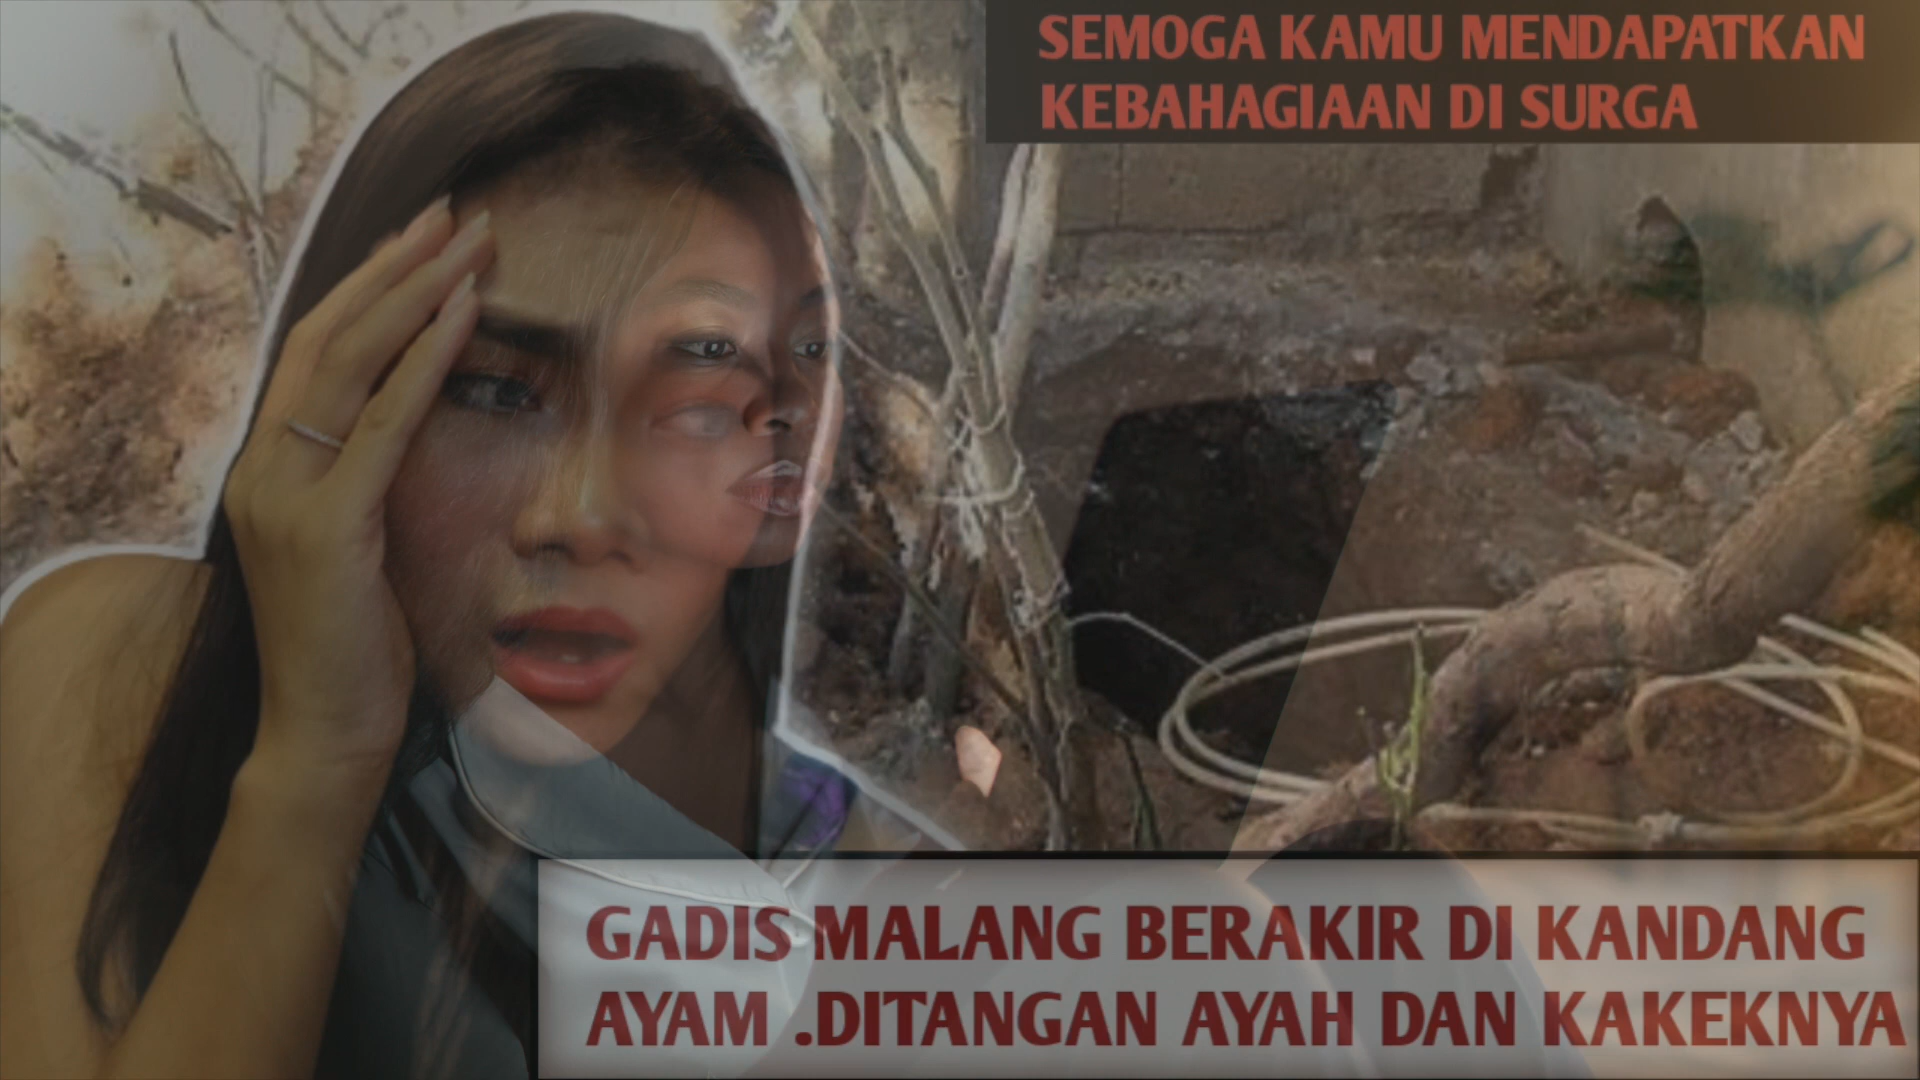 SEMOGA KAMU MENDAPATKAN
KEBAHAGIAAN DI SURGA
GADIS MALANG BERAKIR DI KANDANG
AYAM .DITANGAN AYAH DAN KAKEKNYA